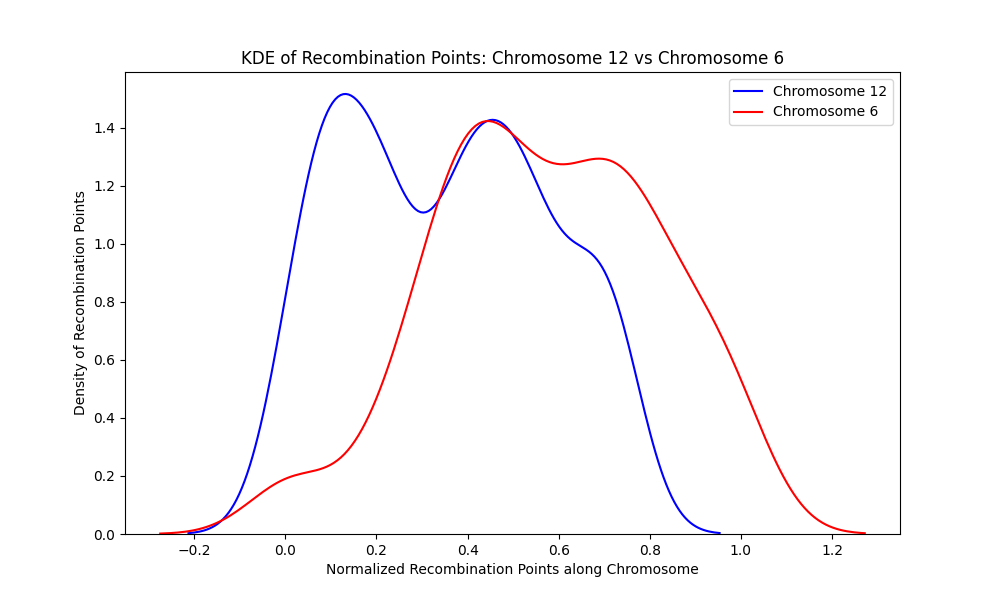 KDE of Recombination Points: Chromosome 12 vs Chromosome 6
Chromosome 12
Chromosome 6
Density of Recombination Points
1.4
1.2
1.0
0.8
0.6
0.4
0.2
0.0
−0.2 0.0 0.2 0.4 0.6 0.8 1.0 1.2
Normalized Recombination Points along Chromosome